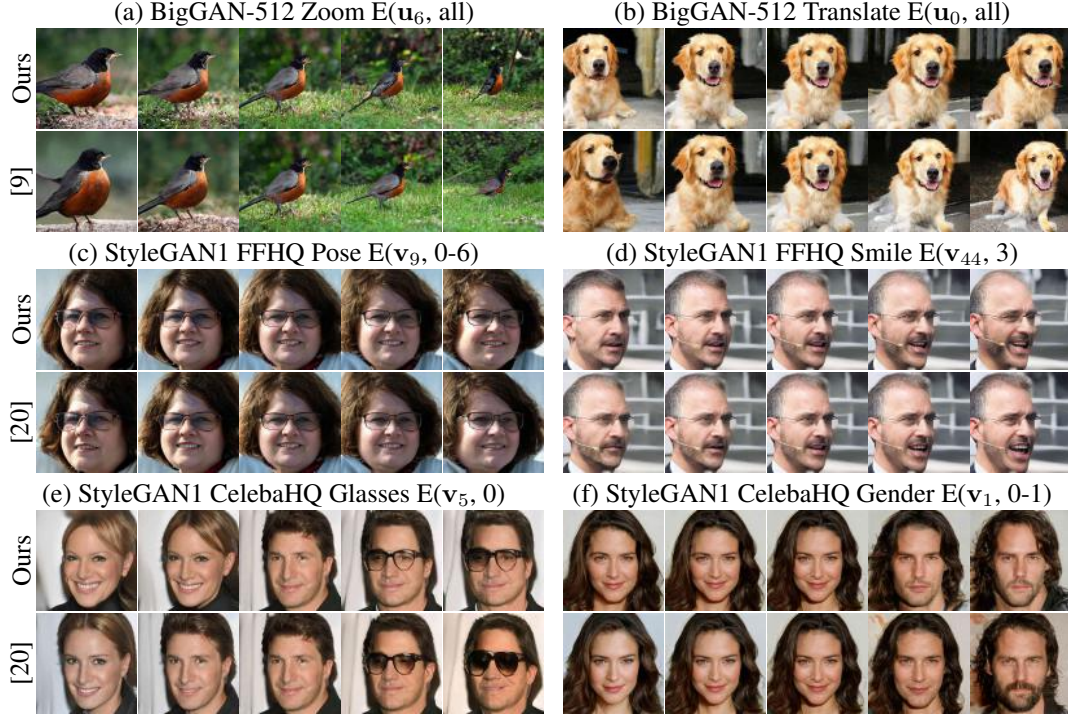 (a) BigGAN-512 Zoom E(u₆, all)
(b) BigGAN-512 Translate E(u₀, all)
Ours
[9]
(c) StyleGAN1 FFHQ Pose E(v₉, 0-6)
(d) StyleGAN1 FFHQ Smile E(v₄₄, 3)
Ours
[20]
(e) StyleGAN1 CelebaHQ Glasses E(v₅, 0)
(f) StyleGAN1 CelebaHQ Gender E(v₁, 0-1)
Ours
[20]